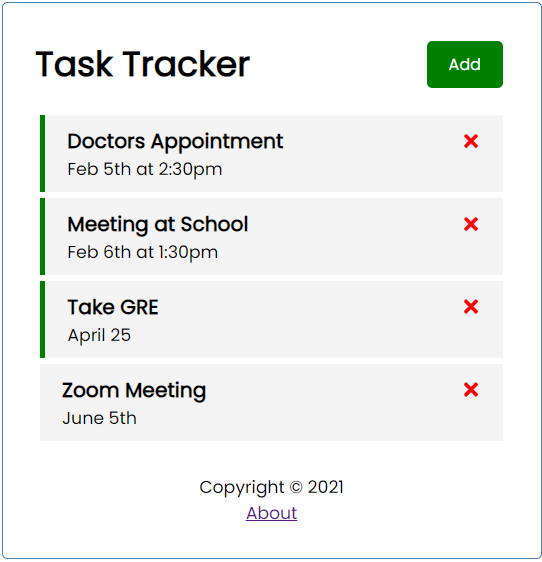 Task Tracker
Add
Doctors Appointment
Feb 5th at 2:30pm
Meeting at School
Feb 6th at 1:30pm
Take GRE
April 25
Zoom Meeting
June 5th
Copyright © 2021
About